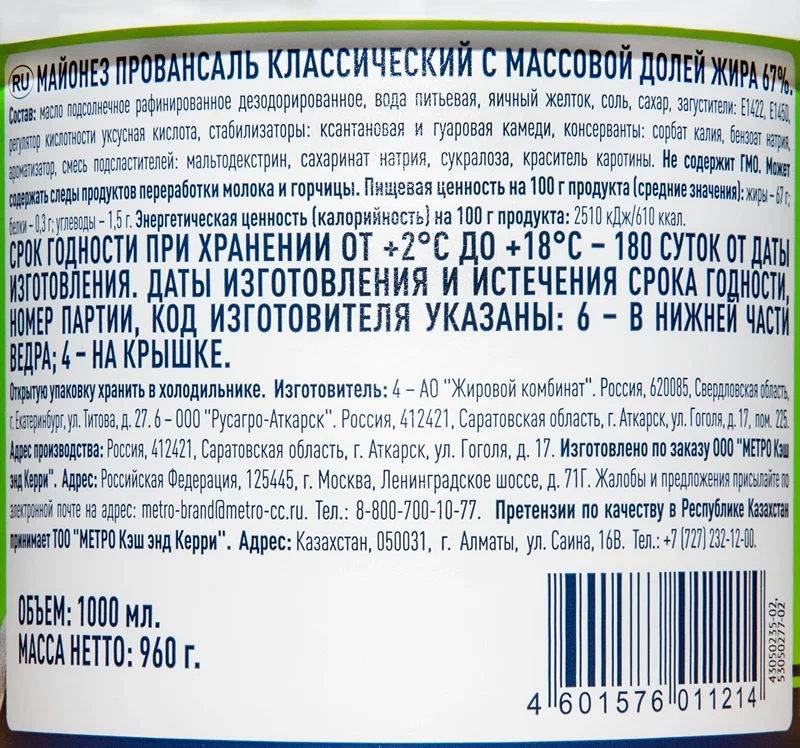 RU МАЙОНЕЗ ПРОВАНСАЛЬ КЛАССИЧЕСКИЙ С МАССОВОЙ ДОЛЕЙ ЖИРА 67%.
Состав: масло подсолнечное рафинированное дезодорированное, вода питьевая, яичный желток, соль, сахар, загустители: Е1422, Е1450,
регулятор кислотности уксусная кислота, стабилизаторы: ксантановая и гуаровая камеди, консерванты: сорбат калия, бензоат натрия,
ароматизатор, смесь подсластителей: мальтодекстрин, сахаринат натрия, сукралоза, краситель каротины. Не содержит ГМО. Может
содержать следы продуктов переработки молока и горчицы. Пищевая ценность на 100 г продукта (средние значения): жиры – 67 г;
белки – 0,3 г; углеводы – 1,5 г. Энергетическая ценность (калорийность) на 100 г продукта: 2510 кДж/610 ккал.
СРОК ГОДНОСТИ ПРИ ХРАНЕНИИ ОТ +2°С ДО +18°С – 180 СУТОК ОТ ДАТЫ
ИЗГОТОВЛЕНИЯ. ДАТЫ ИЗГОТОВЛЕНИЯ И ИСТЕЧЕНИЯ СРОКА ГОДНОСТИ,
НОМЕР ПАРТИИ, КОД ИЗГОТОВИТЕЛЯ УКАЗАНЫ: 6 – В НИЖНЕЙ ЧАСТИ
ВЕДРА; 4 – НА КРЫШКЕ.
Открытую упаковку хранить в холодильнике. Изготовитель: 4 – АО "Жировой комбинат". Россия, 620085, Свердловская область,
г. Екатеринбург, ул. Титова, д. 27. 6 – ООО "Русагро-Аткарск". Россия, 412421, Саратовская область, г. Аткарск, ул. Гоголя, д. 17, пом. 225.
Адрес производства: Россия, 412421, Саратовская область, г. Аткарск, ул. Гоголя, д. 17. Изготовлено по заказу ООО "МЕТРО Кэш
энд Керри". Адрес: Российская Федерация, 125445, г. Москва, Ленинградское шоссе, д. 71Г. Жалобы и предложения присылайте по
электронной почте на адрес: metro-brand@metro-cc.ru. Тел.: 8-800-700-10-77. Претензии по качеству в Республике Казахстан
принимает ТОО "МЕТРО Кэш энд Керри". Адрес: Казахстан, 050031, г. Алматы, ул. Саина, 16В. Тел.: +7 (727) 232-12-00.
ОБЪЕМ: 1000 мл.
МАССА НЕТТО: 960 г.
43050235-02,
53050277-02
4 601576 011214